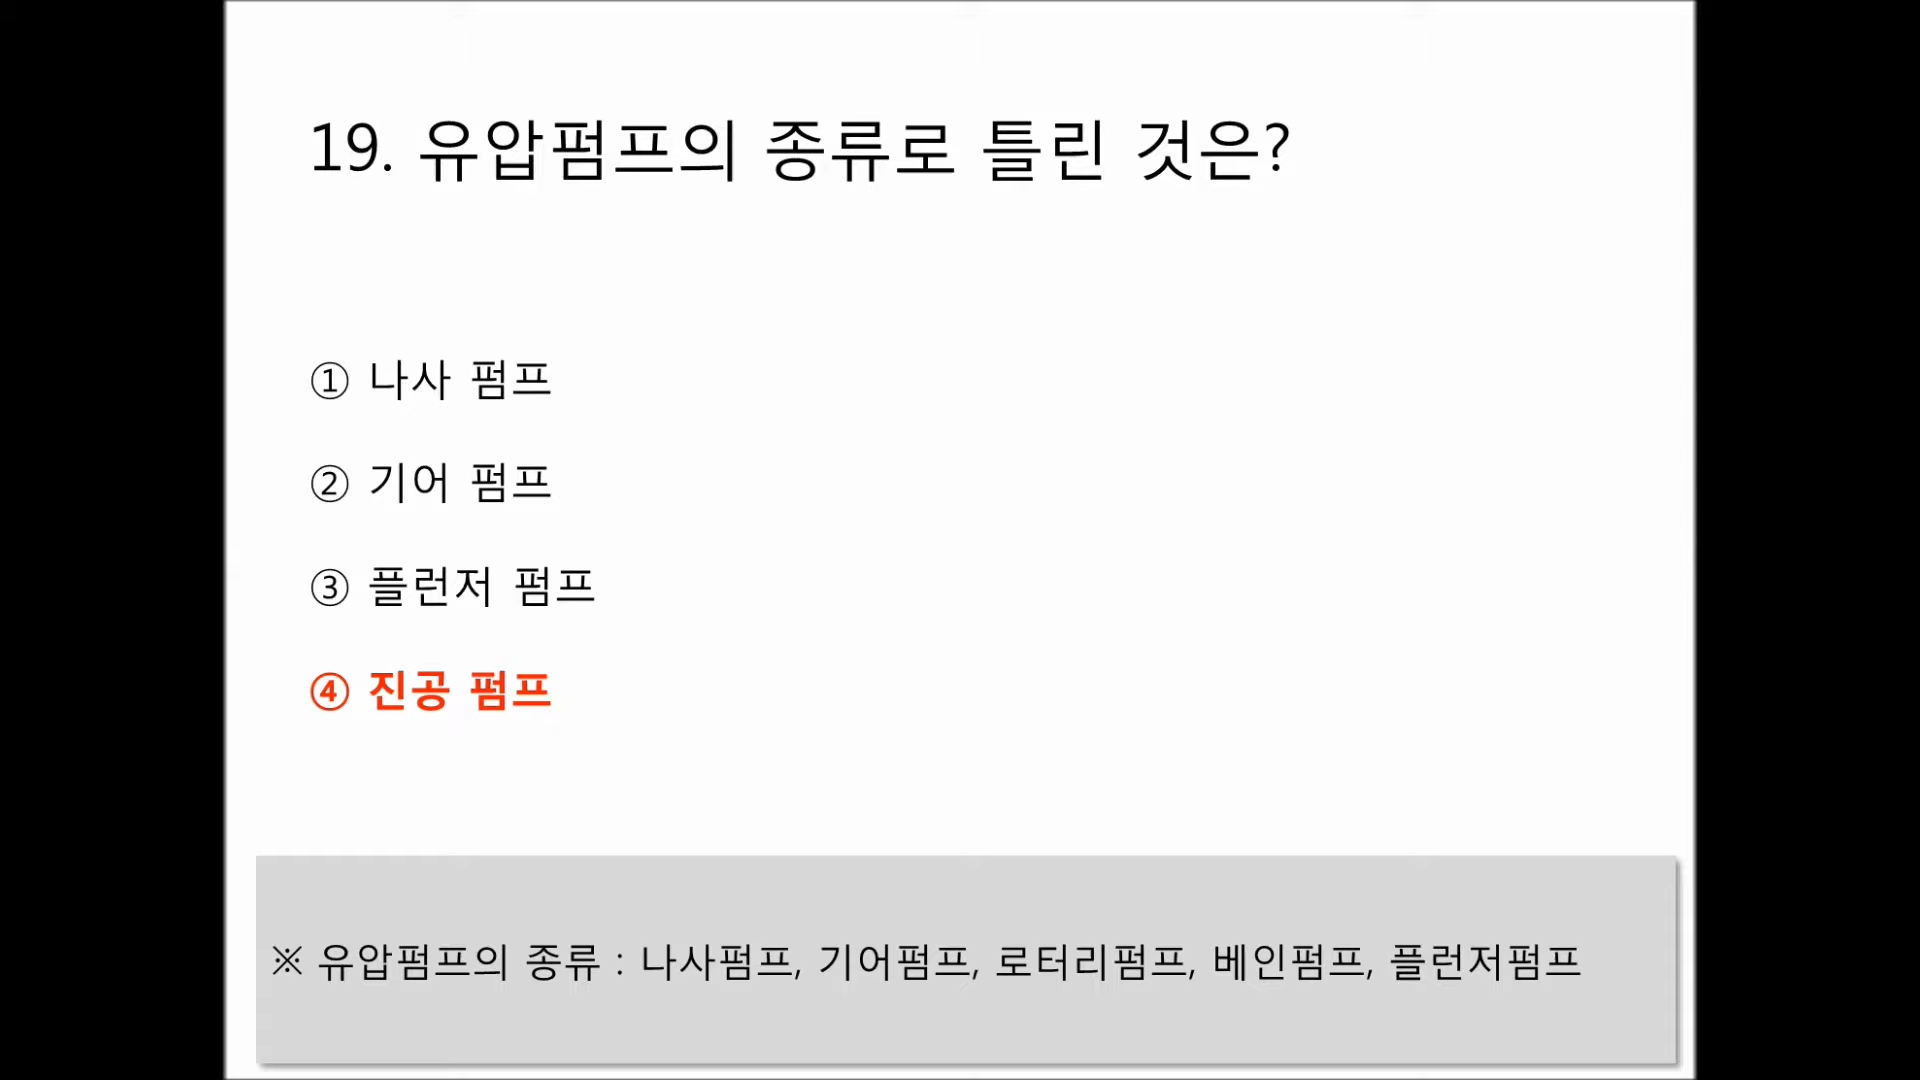 19. 유압펌프의 종류로 틀린 것은?
① 나사 펌프
② 기어 펌프
③ 플런저 펌프
④ 진공 펌프
※ 유압펌프의 종류 : 나사펌프, 기어펌프, 로터리펌프, 베인펌프, 플런저펌프